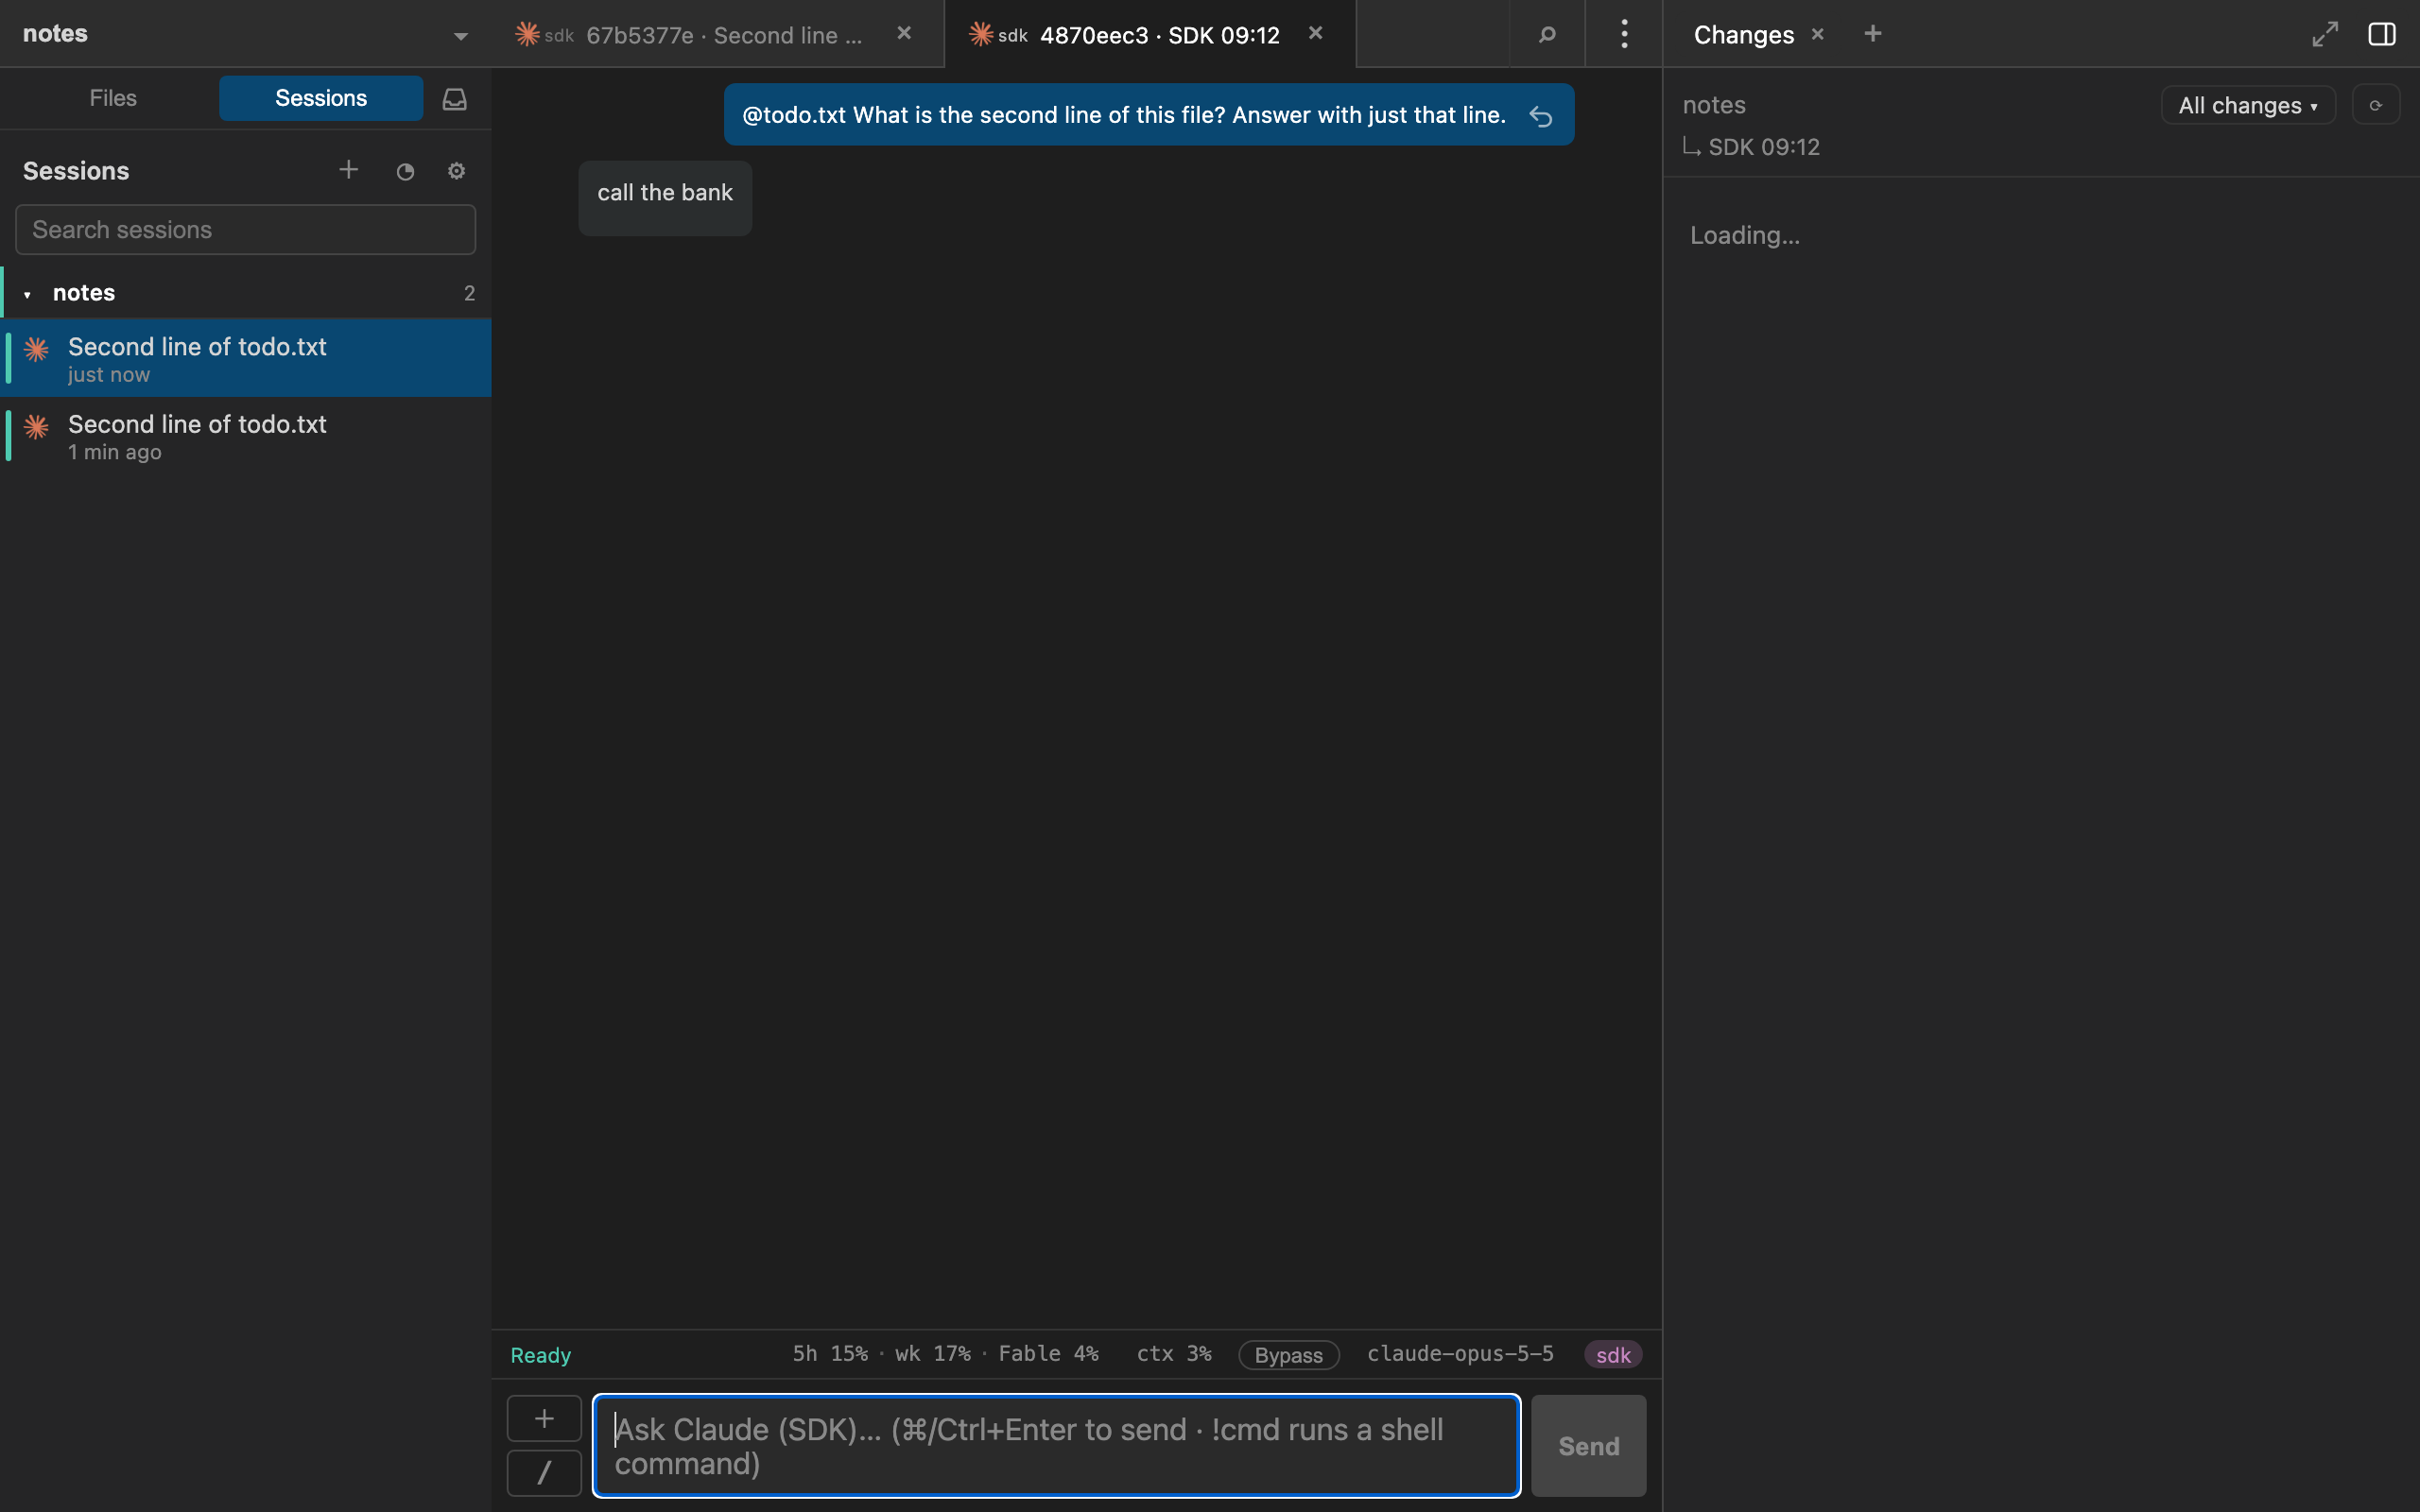 notes
sdk 67b5377e · Second line ...
sdk 4870eec3 · SDK 09:12
Changes
Files
Sessions
Sessions
Search sessions
notes 2
Second line of todo.txt
just now
Second line of todo.txt
1 min ago
@todo.txt What is the second line of this file? Answer with just that line.
call the bank
notes
All changes
SDK 09:12
Loading...
Ready
5h 15% · wk 17% · Fable 4%
ctx 3%
Bypass
claude-opus-5-5
sdk
Ask Claude (SDK)... (⌘/Ctrl+Enter to send · !cmd runs a shell
command)
Send